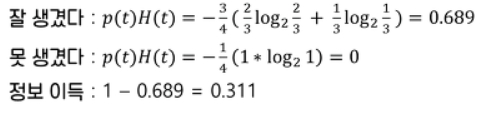 잘 생겼다 : p(t)H(t) = −3/4(2/3 log₂ 2/3 + 1/3 log₂ 1/3) = 0.689
못 생겼다 : p(t)H(t) = −1/4(1 * log₂ 1) = 0
정보 이득 : 1 − 0.689 = 0.311